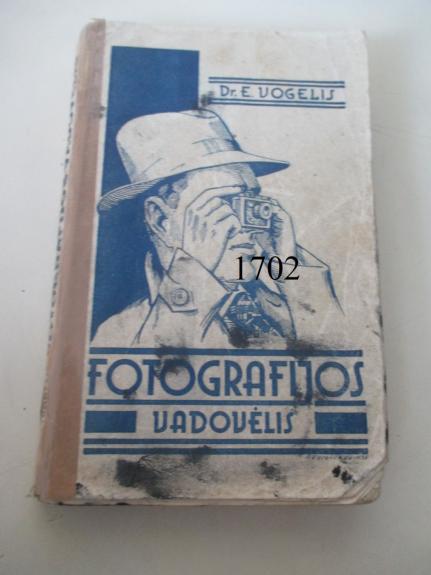 Dr. E. VOGELIS
1702
FOTOGRAFIJOS
VADOVĖLIS